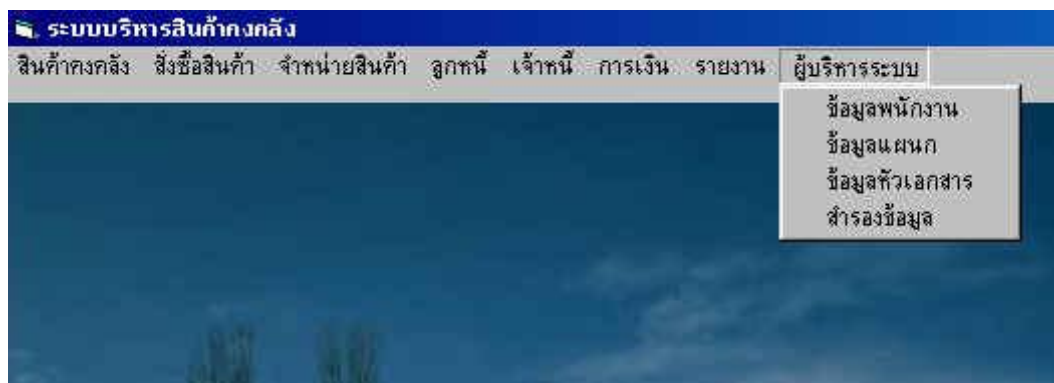 ระบบบริหารสินค้าคงคลัง
สินค้าคงคลัง สั่งซื้อสินค้า จำหน่ายสินค้า ลูกหนี้ เจ้าหนี้ การเงิน รายงาน ผู้บริหารระบบ
ข้อมูลพนักงาน
ข้อมูลแผนก
ข้อมูลหัวเอกสาร
สำรองข้อมูล